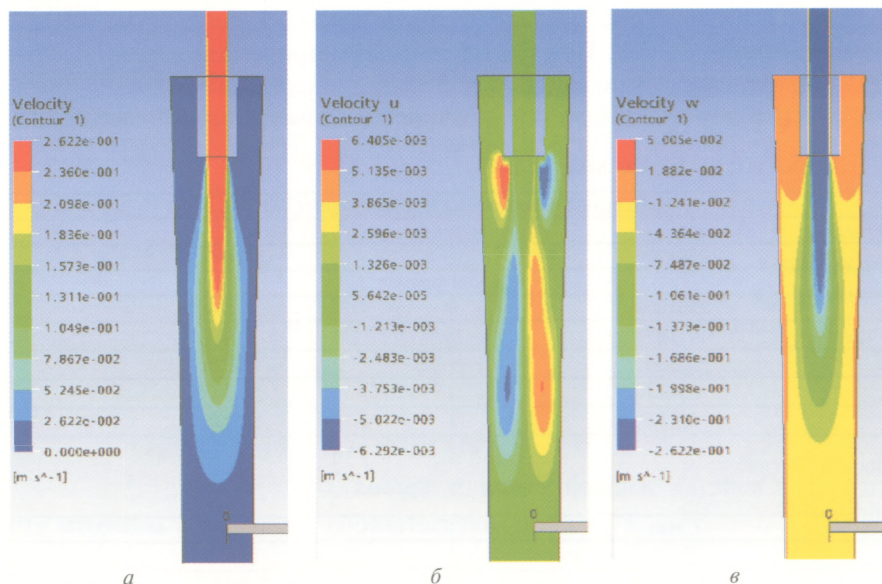 Velocity
(Contour 1)
2.622e-001
2.360e-001
2.098e-001
1.836e-001
1.573e-001
1.311e-001
1.049e-001
7.867e-002
5.245e-002
2.622e-002
0.000e+000
[m s^-1]
0
а
Velocity u
(Contour 1)
6.405e-003
5.135e-003
3.865e-003
2.596e-003
1.326e-003
5.642e-005
-1.213e-003
-2.483e-003
-3.753e-003
-5.022e-003
-6.292e-003
[m s^-1]
0
б
Velocity w
(Contour 1)
5.005e-002
1.882e-002
-1.241e-002
-4.364e-002
-7.487e-002
-1.061e-001
-1.373e-001
-1.686e-001
-1.998e-001
-2.310e-001
-2.622e-001
[m s^-1]
0
в